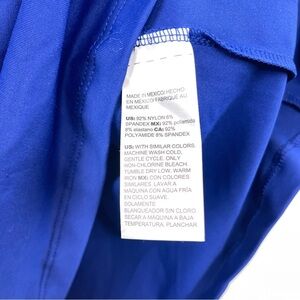 MADE IN MEXICO/HECHO
EN MEXICO/FABRIQUE AU
MEXIQUE
US: 92% NYLON 8%
SPANDEX MX: 92% poliamida
8% elastano CA: 92%
POLYAMIDE 8% SPANDEX
US: WITH SIMILAR COLORS.
MACHINE WASH COLD,
GENTLE CYCLE. ONLY
NON-CHLORINE BLEACH.
TUMBLE DRY LOW. WARM
IRON MX: CON COLORES
SIMILARES. LAVAR A
MAQUINA CON AGUA FRIA
EN CICLO SUAVE.
SOLAMENTE
BLANQUEADOR SIN CLORO
SECAR A MAQUINA A BAJA
TEMPERATURA. PLANCHAR